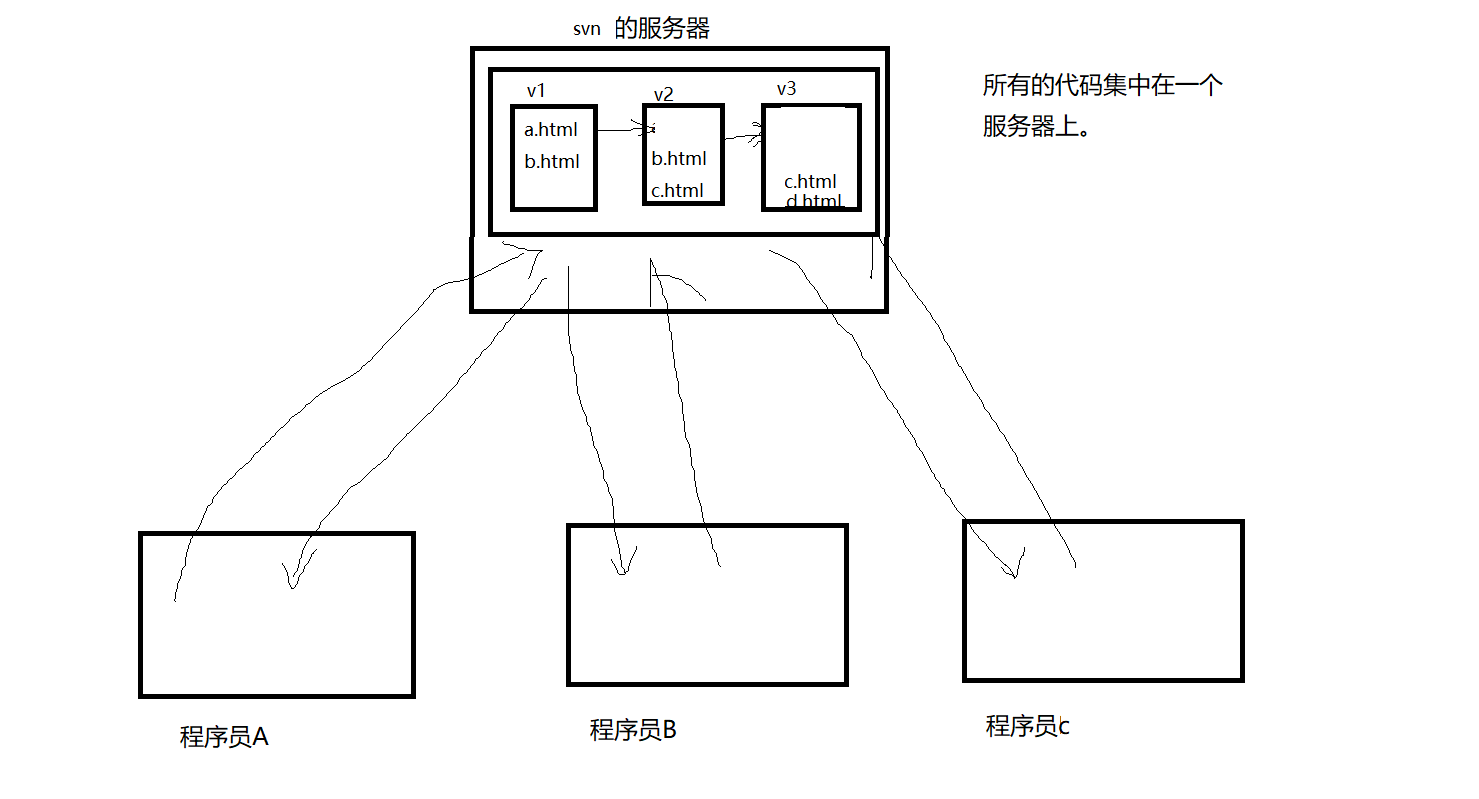 svn 的服务器
所有的代码集中在一个
服务器上。
v1
v2
v3
a.html
b.html
b.html
c.html
c.html
d.html
程序员A
程序员B
程序员c